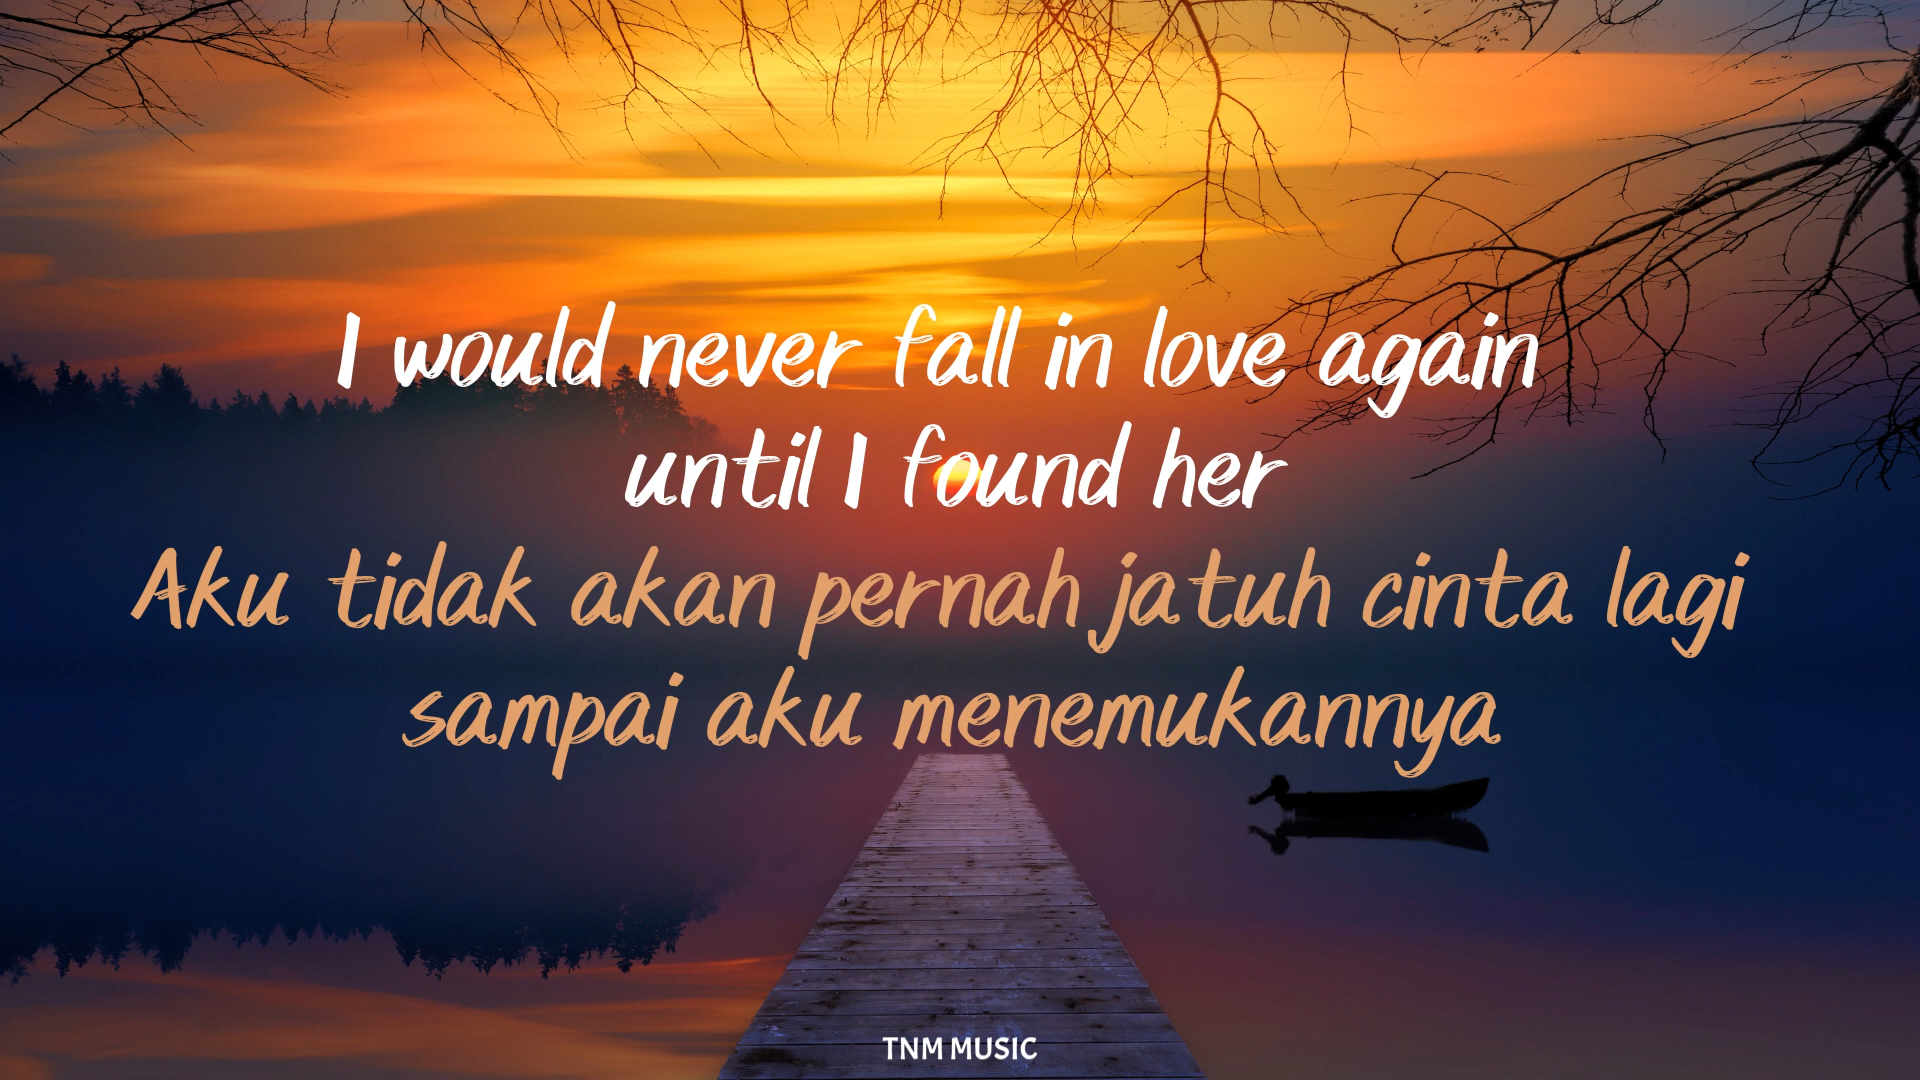 I would never fall in love again
until I found her
Aku tidak akan pernah jatuh cinta lagi
sampai aku menemukannya
TNM MUSIC